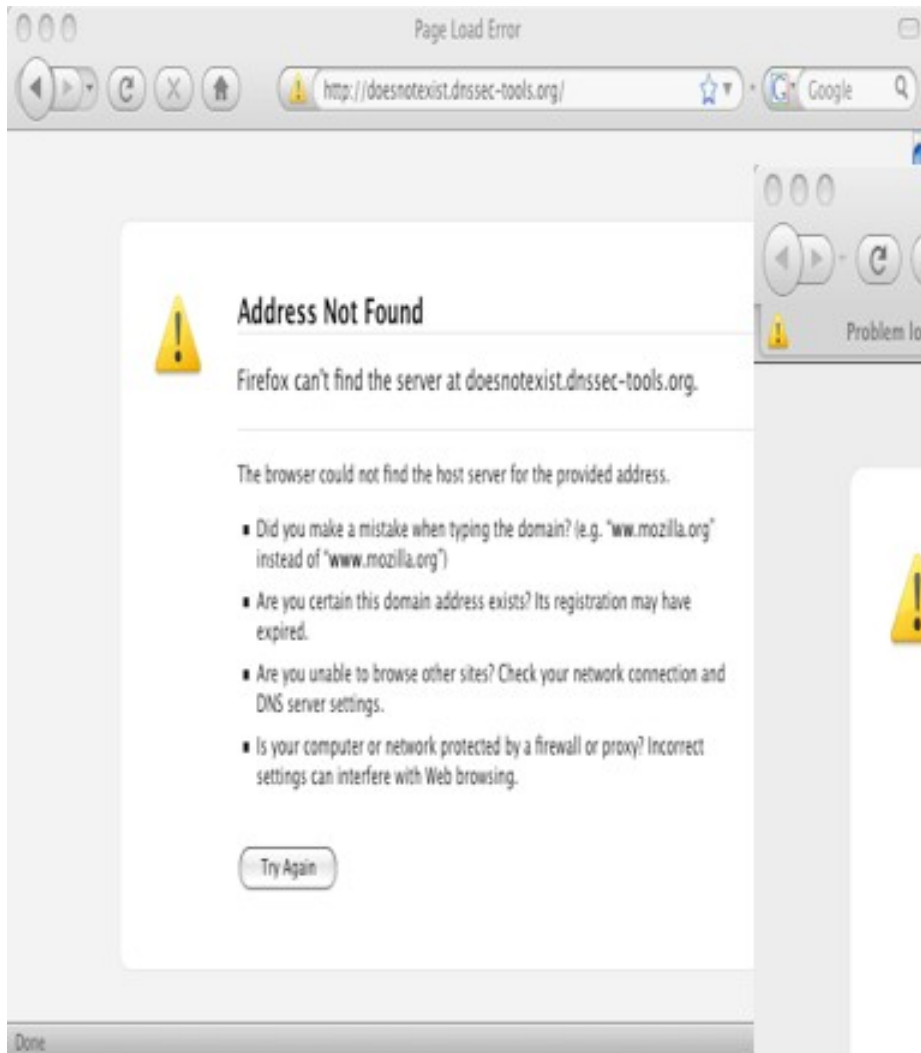 Page Load Error
http://doesnotexist.dnssec-tools.org/
Google
Address Not Found
Firefox can't find the server at doesnotexist.dnssec-tools.org.
The browser could not find the host server for the provided address.
Did you make a mistake when typing the domain? (e.g. "ww.mozilla.org"
instead of "www.mozilla.org")
Are you certain this domain address exists? Its registration may have
expired.
Are you unable to browse other sites? Check your network connection and
DNS server settings.
Is your computer or network protected by a firewall or proxy? Incorrect
settings can interfere with Web browsing.
Try Again
Done
Problem lo